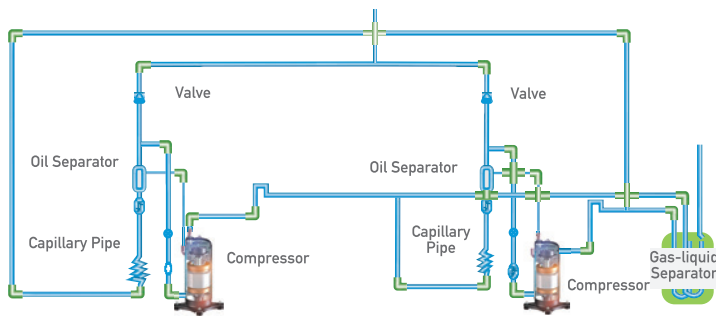 Valve
Valve
Oil Separator
Oil Separator
Capillary Pipe
Capillary
Pipe
Compressor
Compressor
Gas-liquid
Separator